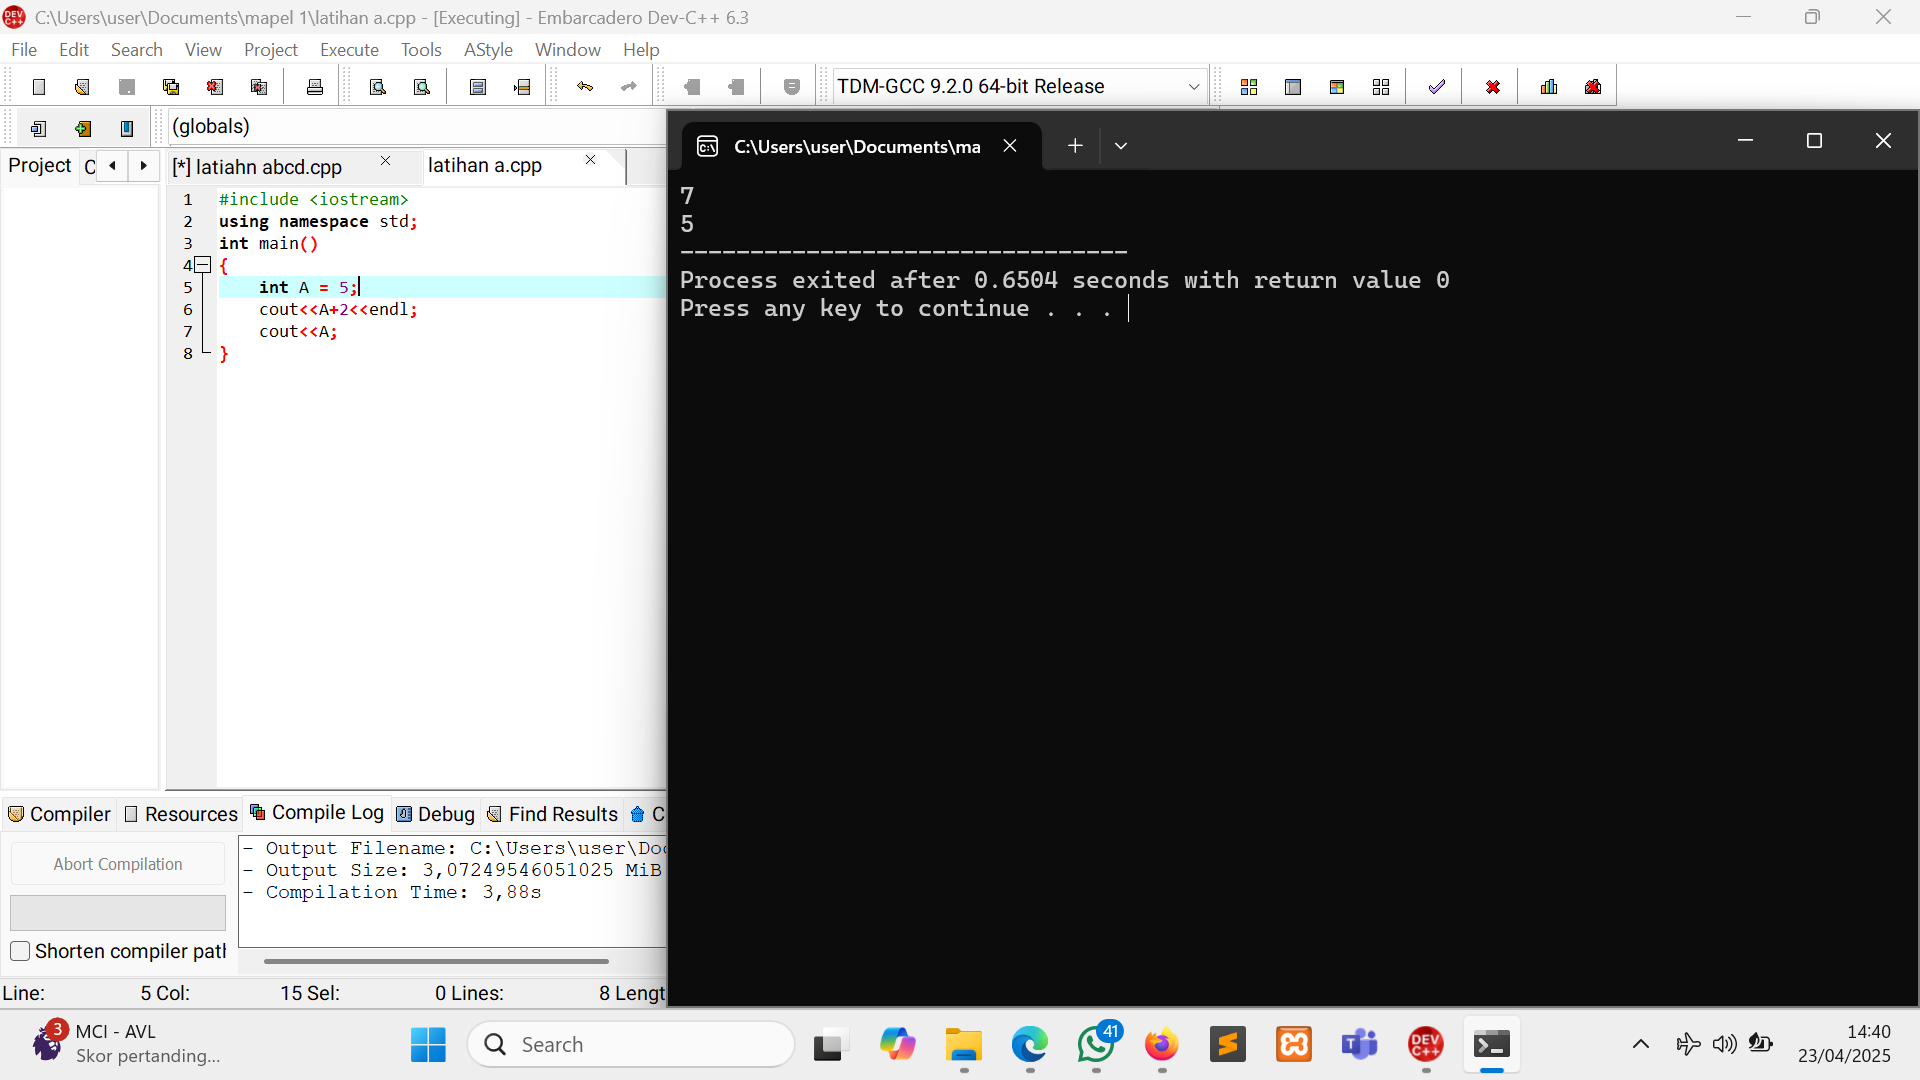 C:\Users\user\Documents\mapel 1\latihan a.cpp - [Executing] - Embarcadero Dev-C++ 6.3
File Edit Search View Project Execute Tools AStyle Window Help
TDM-GCC 9.2.0 64-bit Release
(globals)
Project C
[*] latiahn abcd.cpp
latihan a.cpp
1 #include <iostream>
2 using namespace std;
3 int main()
4 {
5 int A = 5;
6 cout<<A+2<<endl;
7 cout<<A;
8 }
C:\Users\user\Documents\ma
7
5
--------------------------------
Process exited after 0.6504 seconds with return value 0
Press any key to continue . . .
Compiler Resources Compile Log Debug Find Results C
Abort Compilation
Shorten compiler path
- Output Filename: C:\Users\user\Doc
- Output Size: 3,07249546051025 MiB
- Compilation Time: 3,88s
Line: 5 Col: 15 Sel: 0 Lines: 8 Lengt
3
MCI - AVL
Skor pertanding...
Search
41
DEV C++
14:40
23/04/2025